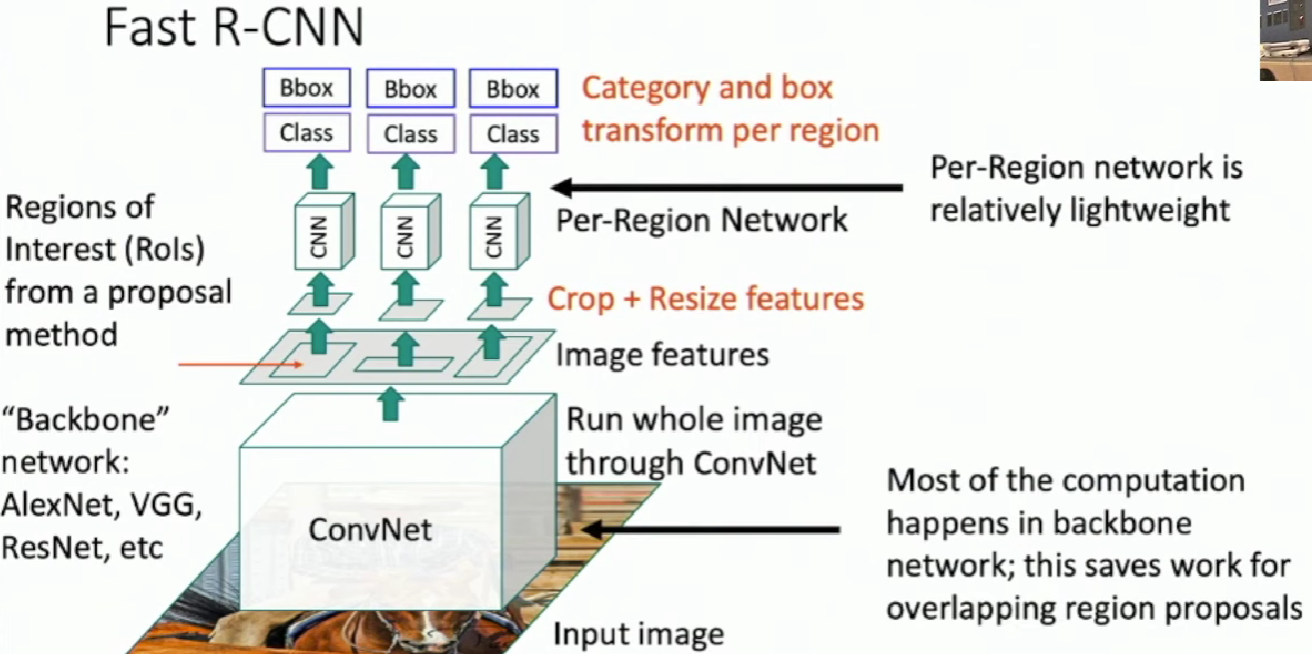 Fast R-CNN
Bbox
Bbox
Bbox
Class
Class
Class
Category and box
transform per region
Per-Region network is
relatively lightweight
Regions of
Interest (RoIs)
from a proposal
method
CNN
CNN
CNN
Per-Region Network
Crop + Resize features
Image features
"Backbone"
network:
AlexNet, VGG,
ResNet, etc
Run whole image
through ConvNet
ConvNet
Most of the computation
happens in backbone
network; this saves work for
overlapping region proposals
Input image